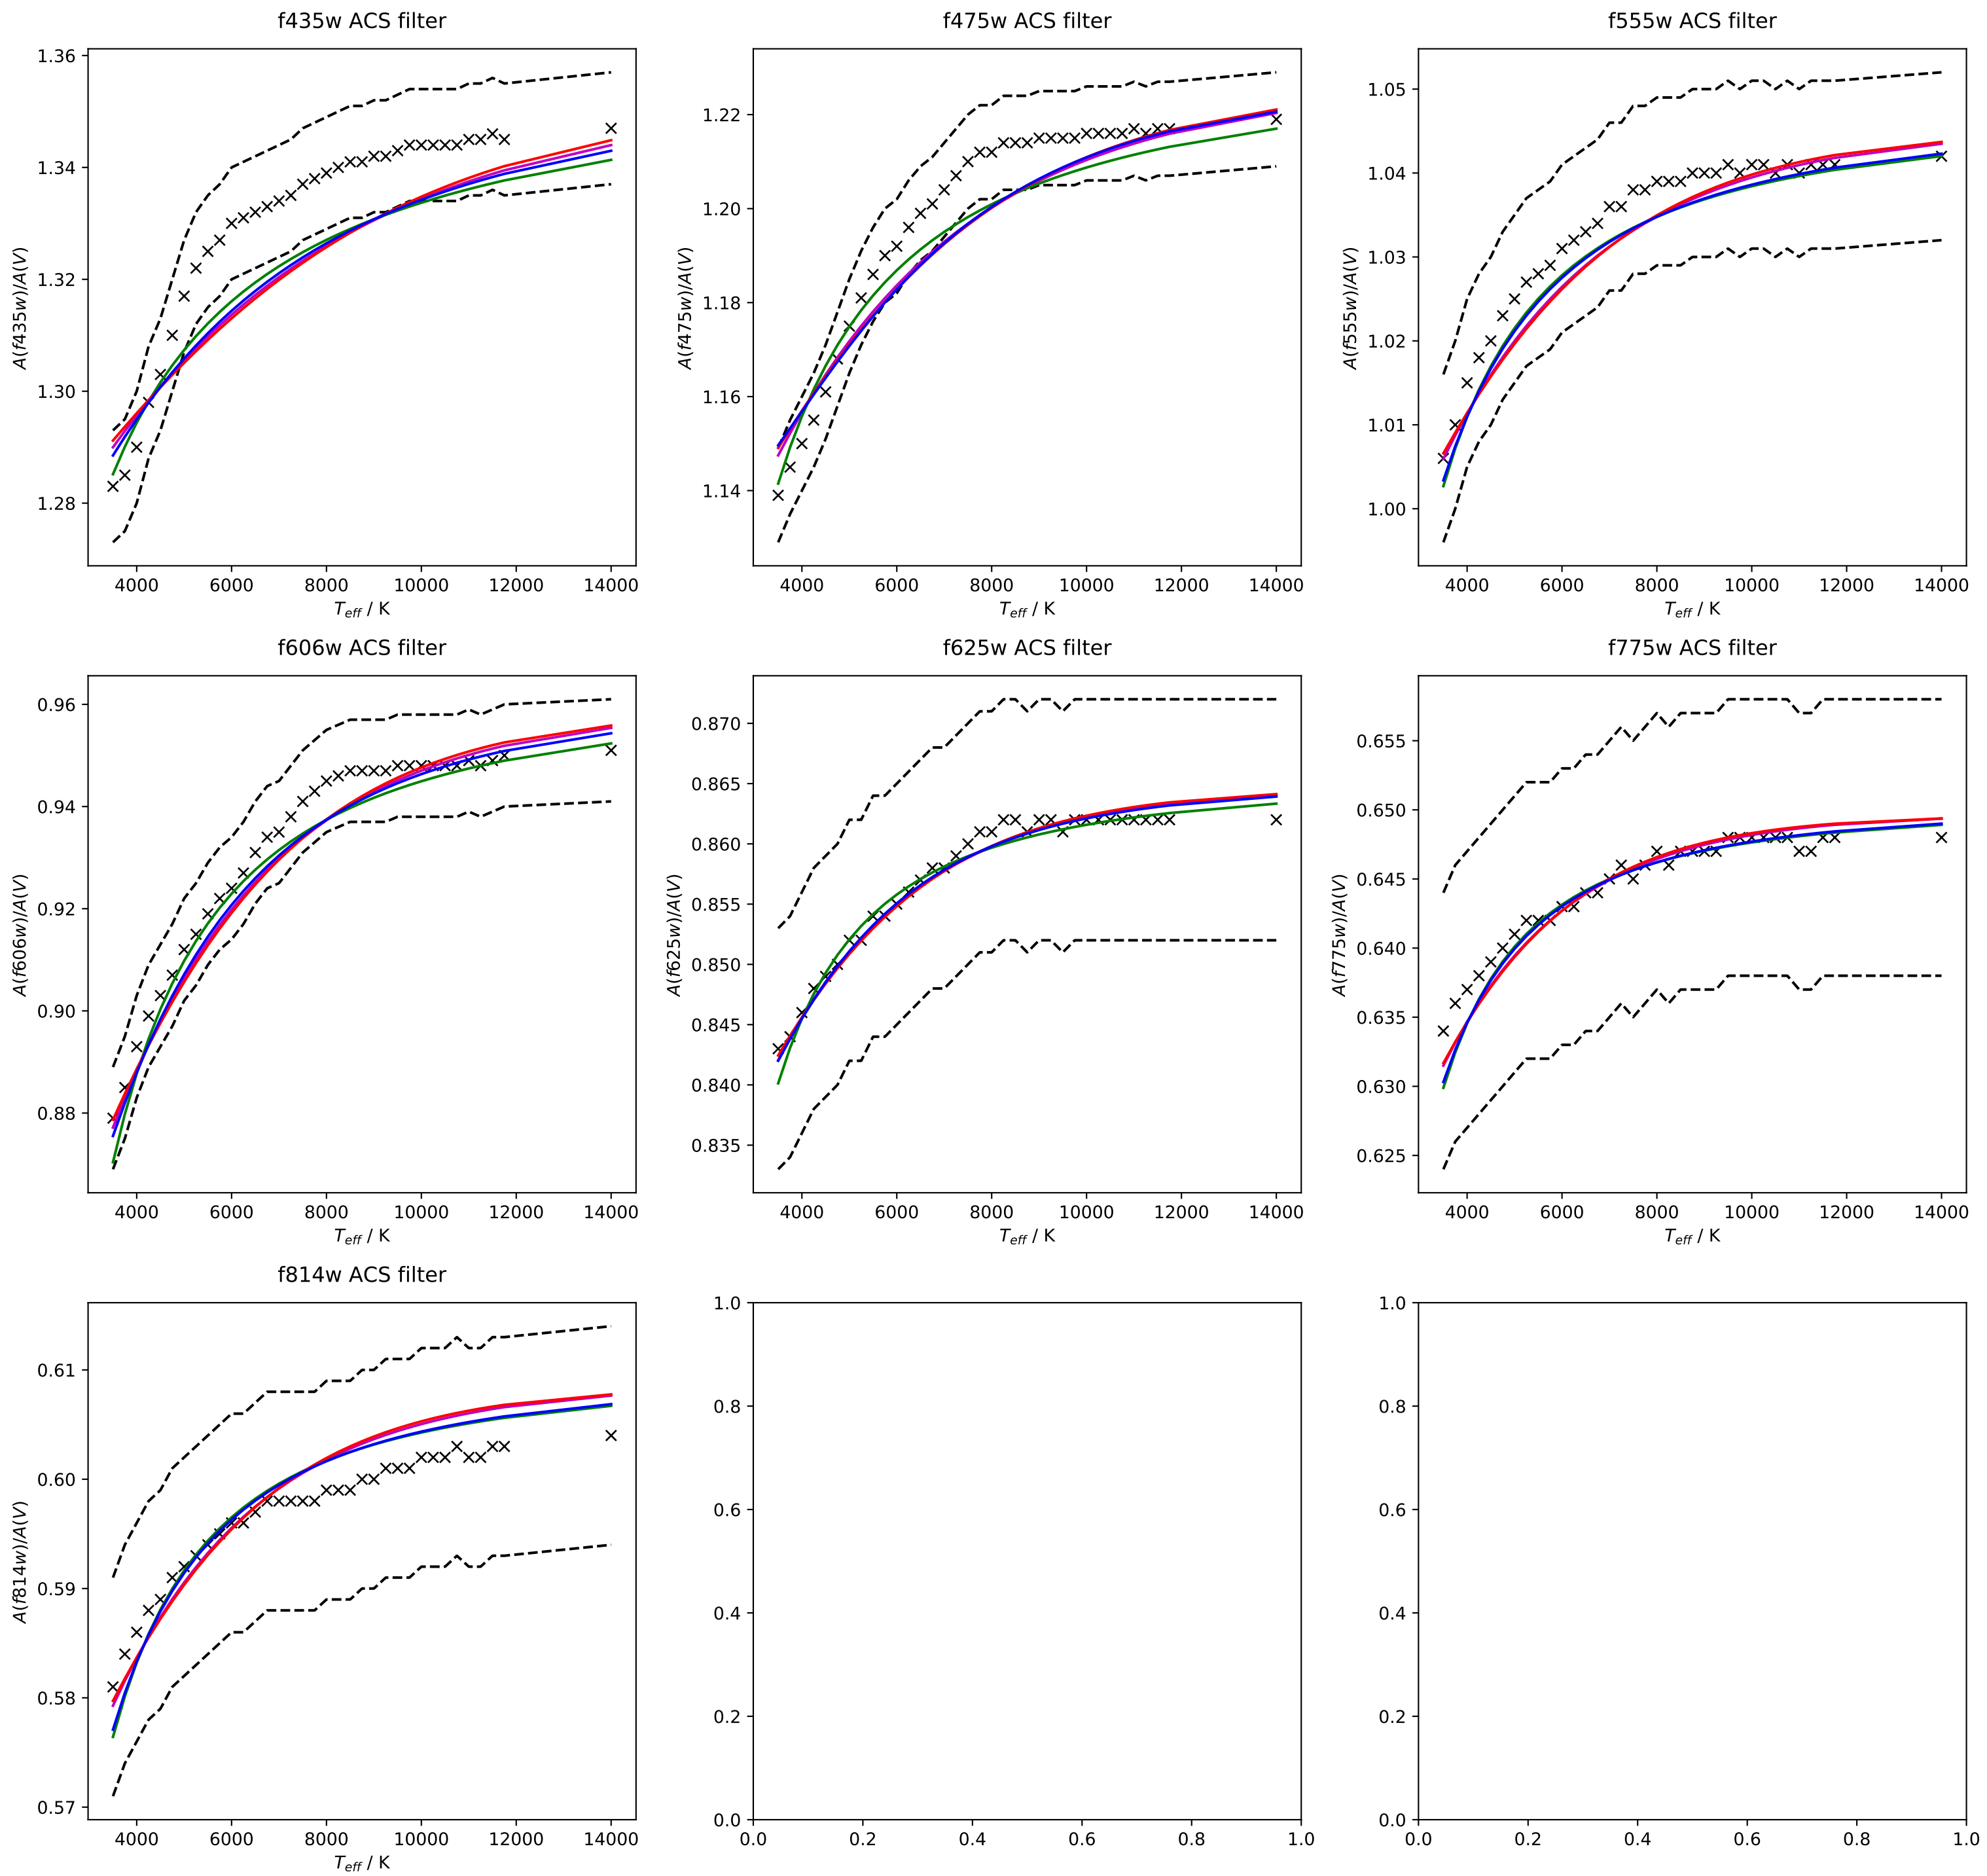 f435w ACS filter
1.36
1.34
1.32
1.30
1.28
A(f435w)/A(V)
4000 6000 8000 10000 12000 14000
T_eff / K
f475w ACS filter
1.22
1.20
1.18
1.16
1.14
A(f475w)/A(V)
4000 6000 8000 10000 12000 14000
T_eff / K
f555w ACS filter
1.05
1.04
1.03
1.02
1.01
1.00
A(f555w)/A(V)
4000 6000 8000 10000 12000 14000
T_eff / K
f606w ACS filter
0.96
0.94
0.92
0.90
0.88
A(f606w)/A(V)
4000 6000 8000 10000 12000 14000
T_eff / K
f625w ACS filter
0.870
0.865
0.860
0.855
0.850
0.845
0.840
0.835
A(f625w)/A(V)
4000 6000 8000 10000 12000 14000
T_eff / K
f775w ACS filter
0.655
0.650
0.645
0.640
0.635
0.630
0.625
A(f775w)/A(V)
4000 6000 8000 10000 12000 14000
T_eff / K
f814w ACS filter
0.61
0.60
0.59
0.58
0.57
A(f814w)/A(V)
4000 6000 8000 10000 12000 14000
T_eff / K
1.0
0.8
0.6
0.4
0.2
0.0
0.0 0.2 0.4 0.6 0.8 1.0
1.0
0.8
0.6
0.4
0.2
0.0
0.0 0.2 0.4 0.6 0.8 1.0